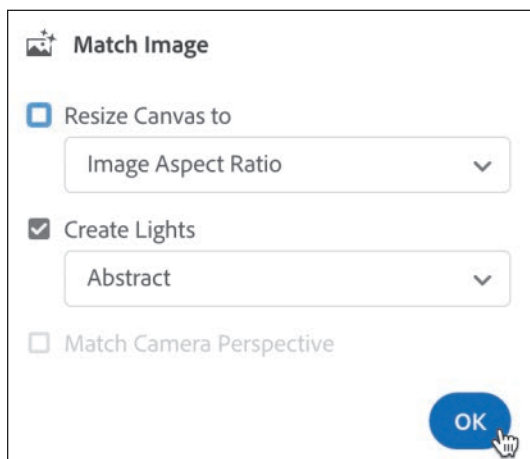 Match Image
Resize Canvas to
Image Aspect Ratio
Create Lights
Abstract
Match Camera Perspective
OK